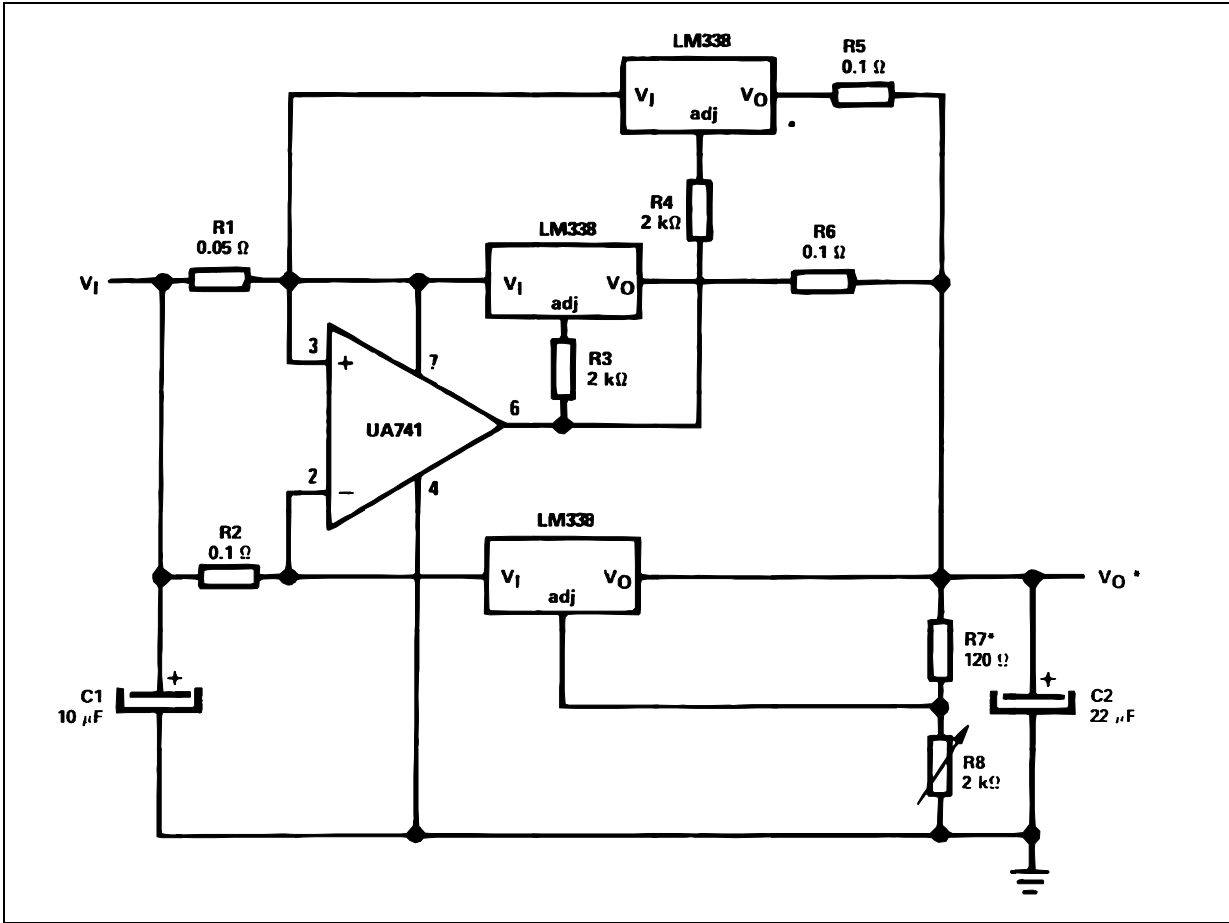 LM338
R5
0.1 Ω
VI
VO
adj
R4
2 kΩ
R1
0.05 Ω
LM338
R6
0.1 Ω
VI
VI
VO
adj
3
+
7
R3
2 kΩ
6
UA741
2
−
4
R2
0.1 Ω
LM338
VI
VO
adj
VO *
R7*
120 Ω
C1
10 μF
+
+
C2
22 μF
R8
2 kΩ